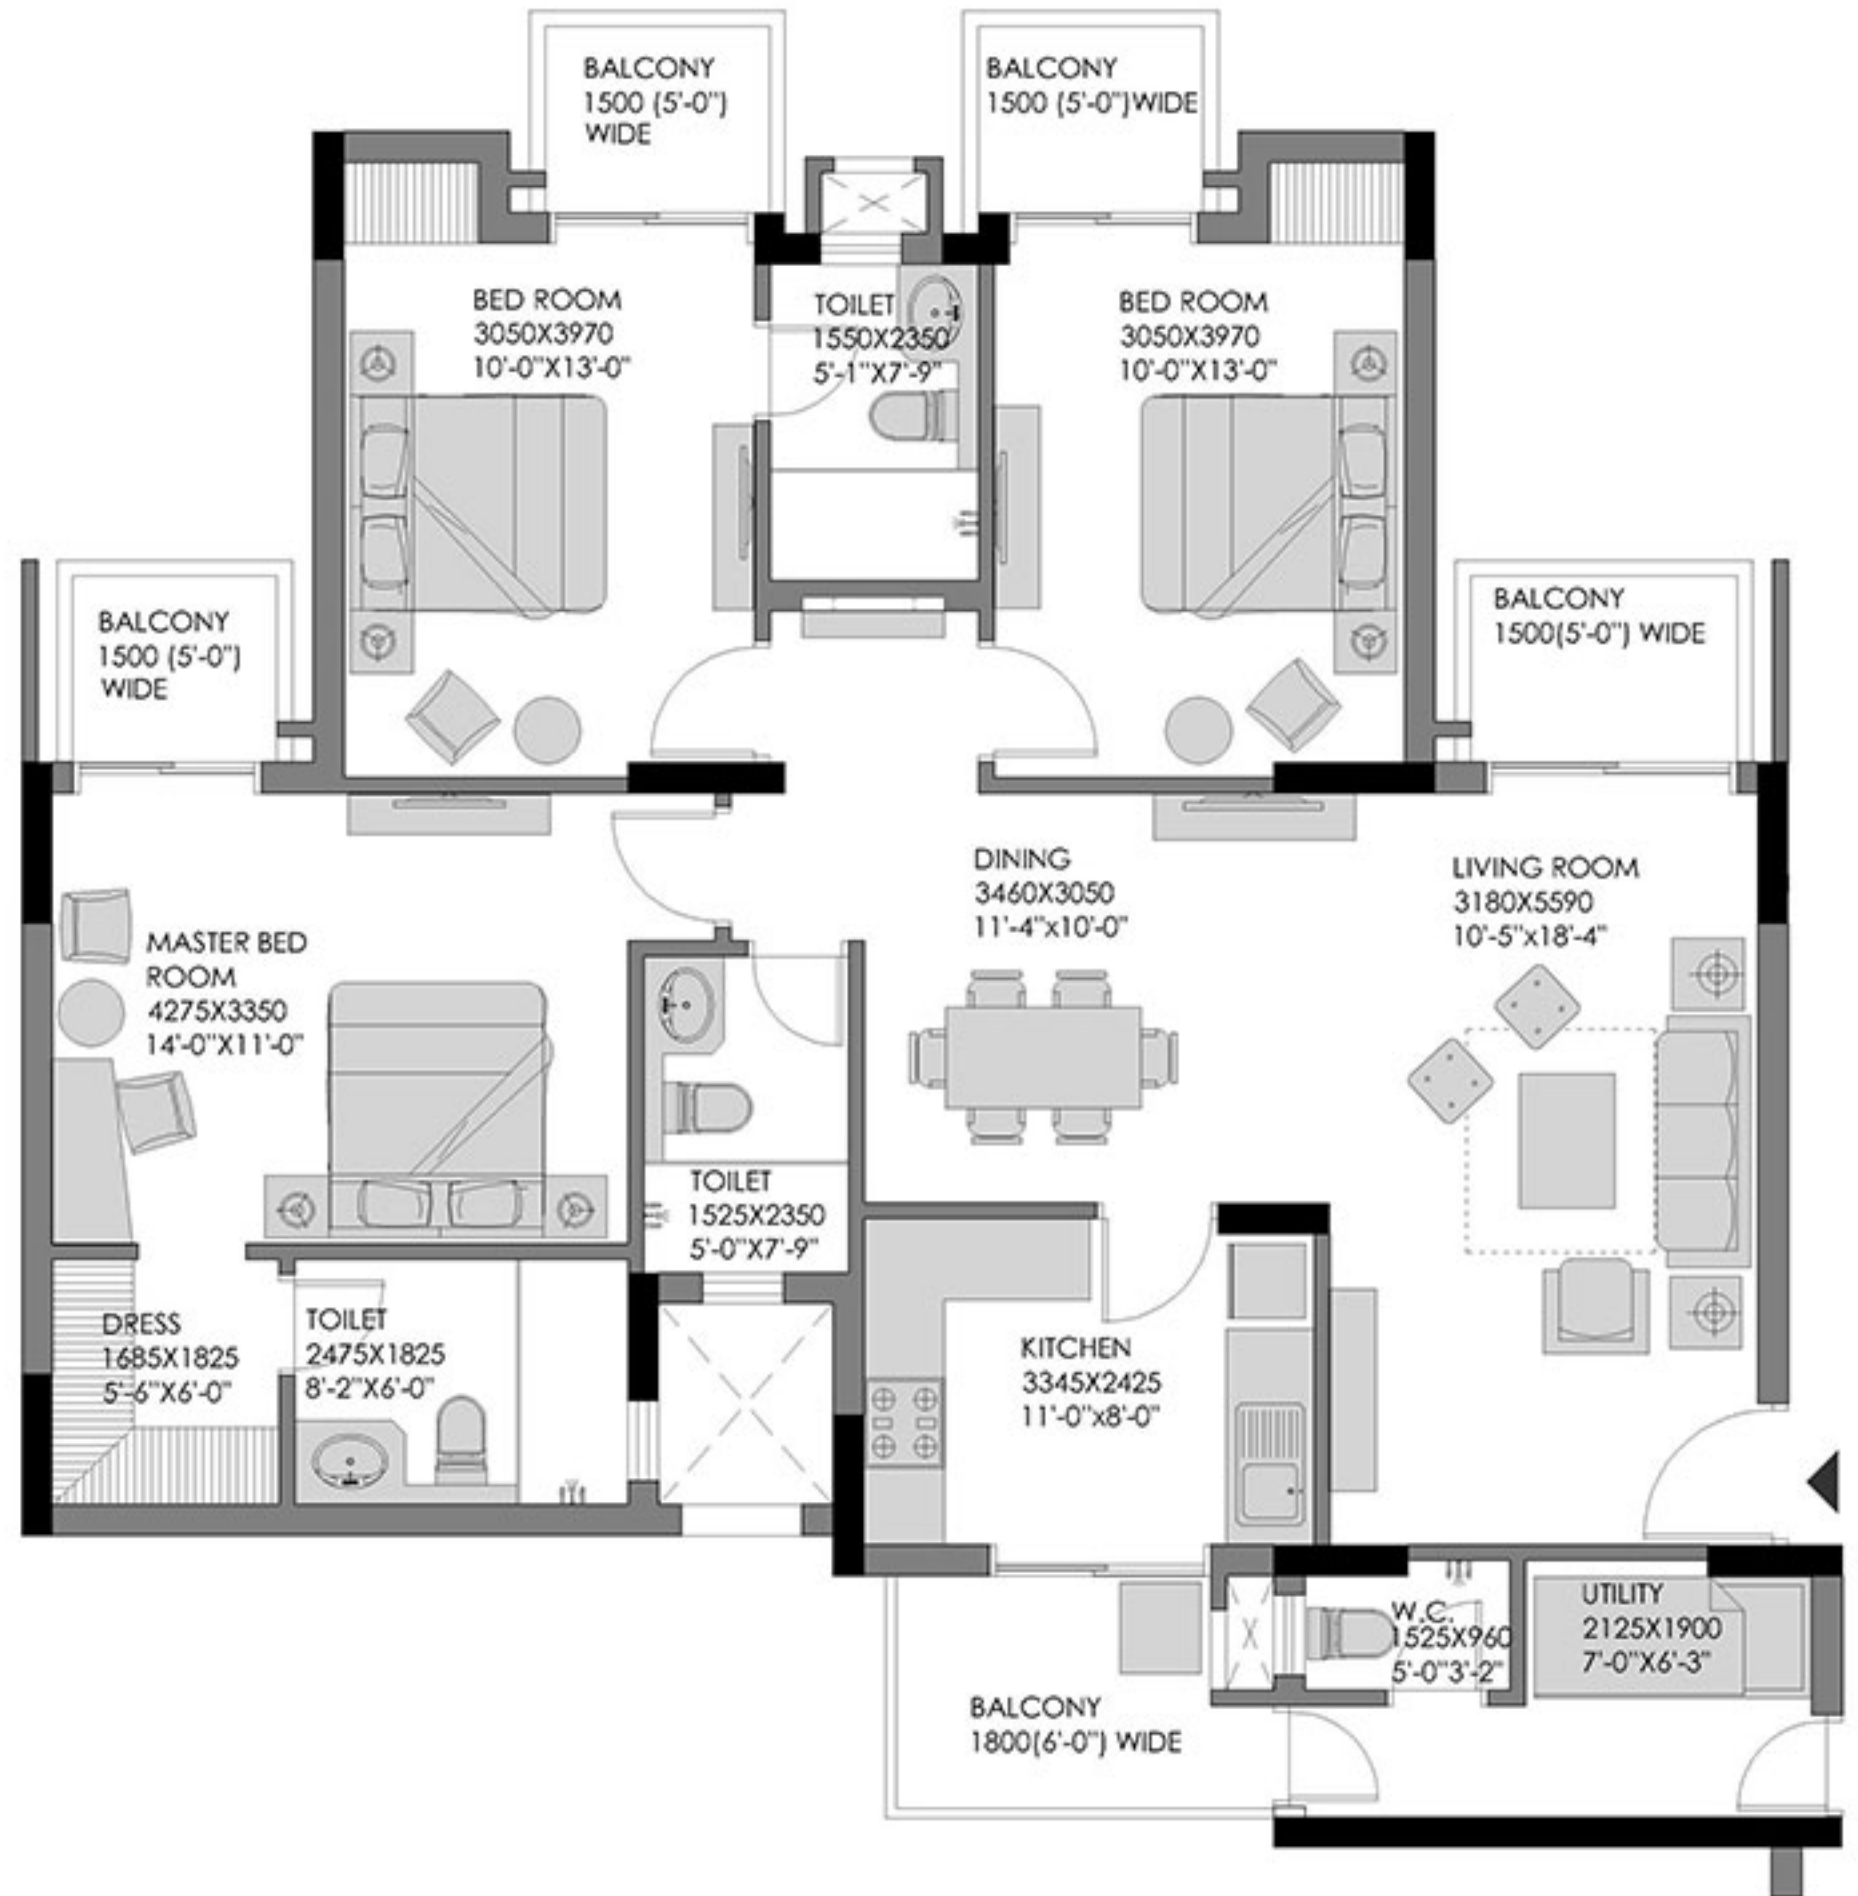 BALCONY
1500 (5'-0")
WIDE
BALCONY
1500 (5'-0")WIDE
BED ROOM
3050X3970
10'-0"X13'-0"
TOILET
1550X2350
5'-1"X7'-9"
BED ROOM
3050X3970
10'-0"X13'-0"
BALCONY
1500 (5'-0")
WIDE
BALCONY
1500(5'-0") WIDE
MASTER BED
ROOM
4275X3350
14'-0"X11'-0"
DINING
3460X3050
11'-4"x10'-0"
LIVING ROOM
3180X5590
10'-5"x18'-4"
TOILET
1525X2350
5'-0"X7'-9"
DRESS
1685X1825
5'-6"X6'-0"
TOILET
2475X1825
8'-2"X6'-0"
KITCHEN
3345X2425
11'-0"x8'-0"
W.C.
1525X960
5'-0"3'-2"
UTILITY
2125X1900
7'-0"X6'-3"
BALCONY
1800(6'-0") WIDE